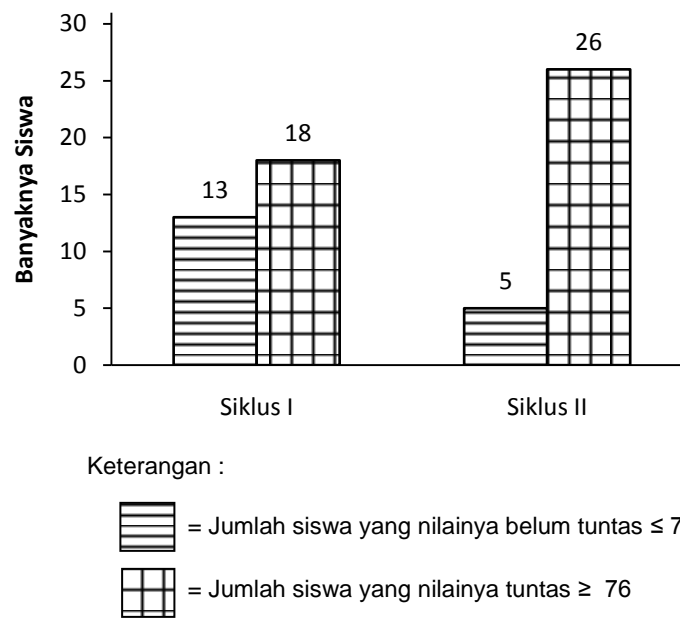 30
25
20
15
10
5
0
Banyaknya Siswa
13
18
5
26
Siklus I
Siklus II
Keterangan :
= Jumlah siswa yang nilainya belum tuntas ≤ 7
= Jumlah siswa yang nilainya tuntas ≥ 76